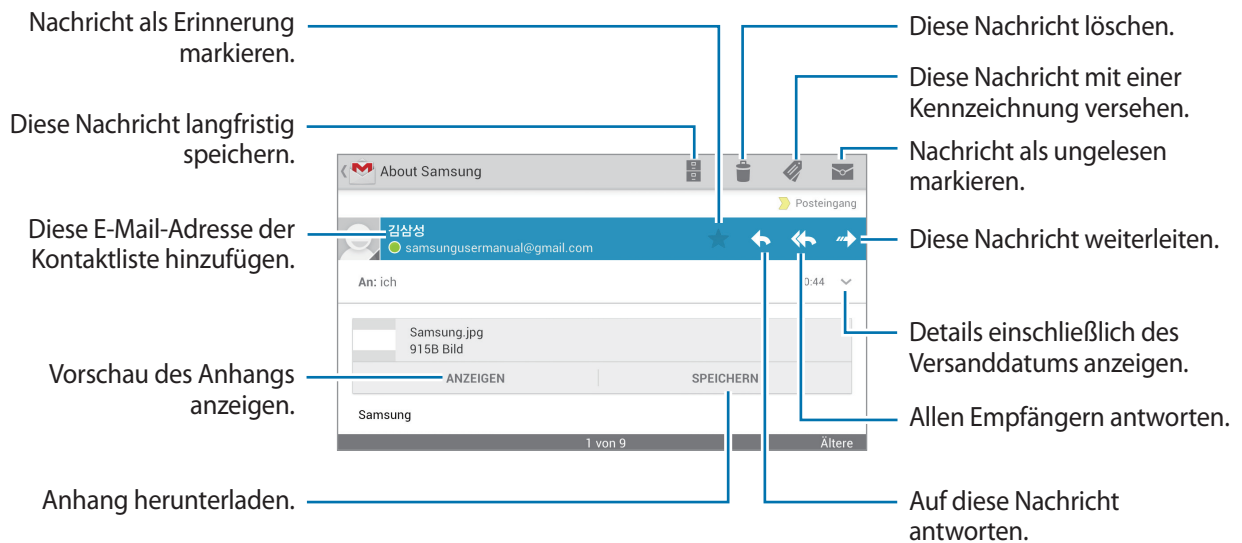 Nachricht als Erinnerung
markieren.
Diese Nachricht langfristig
speichern.
Diese E-Mail-Adresse der
Kontaktliste hinzufügen.
Vorschau des Anhangs
anzeigen.
Anhang herunterladen.
About Samsung
Posteingang
김삼성
samsungusermanual@gmail.com
An: ich
0:44
Samsung.jpg
915B Bild
ANZEIGEN
SPEICHERN
Samsung
1 von 9
Ältere
Diese Nachricht löschen.
Diese Nachricht mit einer
Kennzeichnung versehen.
Nachricht als ungelesen
markieren.
Diese Nachricht weiterleiten.
Details einschließlich des
Versanddatums anzeigen.
Allen Empfängern antworten.
Auf diese Nachricht
antworten.